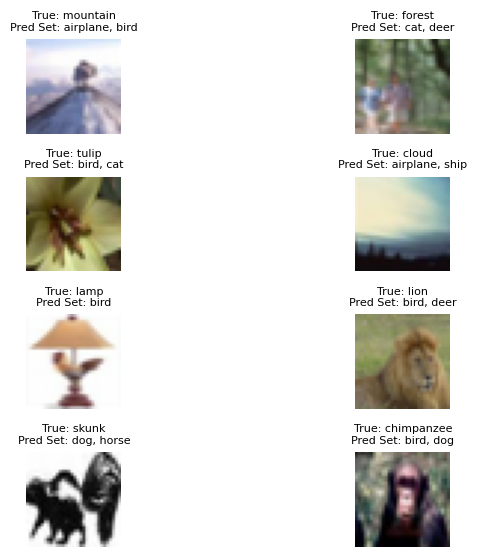 True: mountain
Pred Set: airplane, bird
True: forest
Pred Set: cat, deer
True: tulip
Pred Set: bird, cat
True: cloud
Pred Set: airplane, ship
True: lamp
Pred Set: bird
True: lion
Pred Set: bird, deer
True: skunk
Pred Set: dog, horse
True: chimpanzee
Pred Set: bird, dog